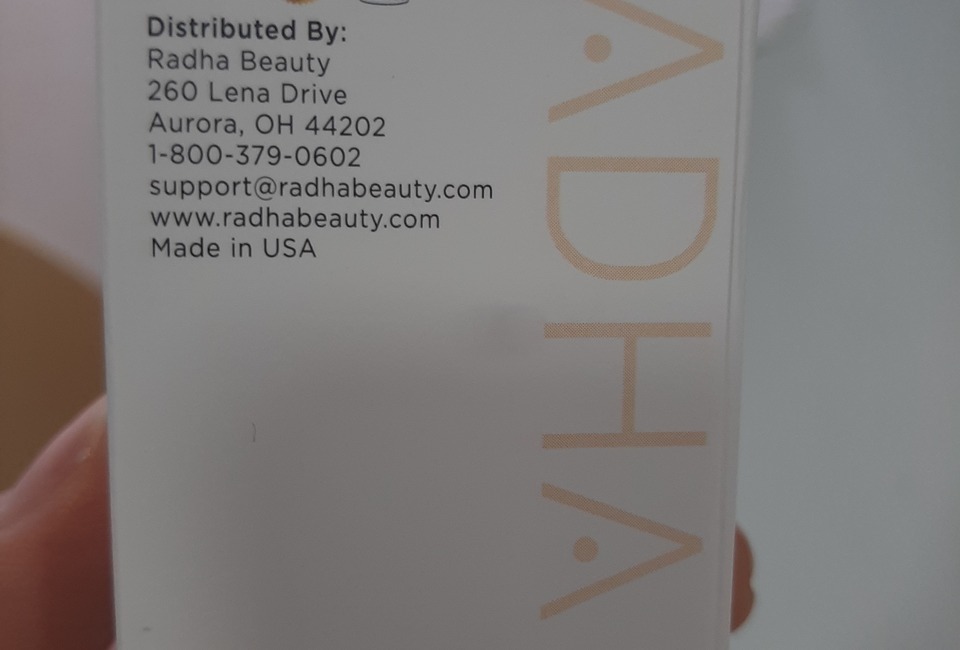 Distributed By:
Radha Beauty
260 Lena Drive
Aurora, OH 44202
1-800-379-0602
support@radhabeauty.com
www.radhabeauty.com
Made in USA
ADHA